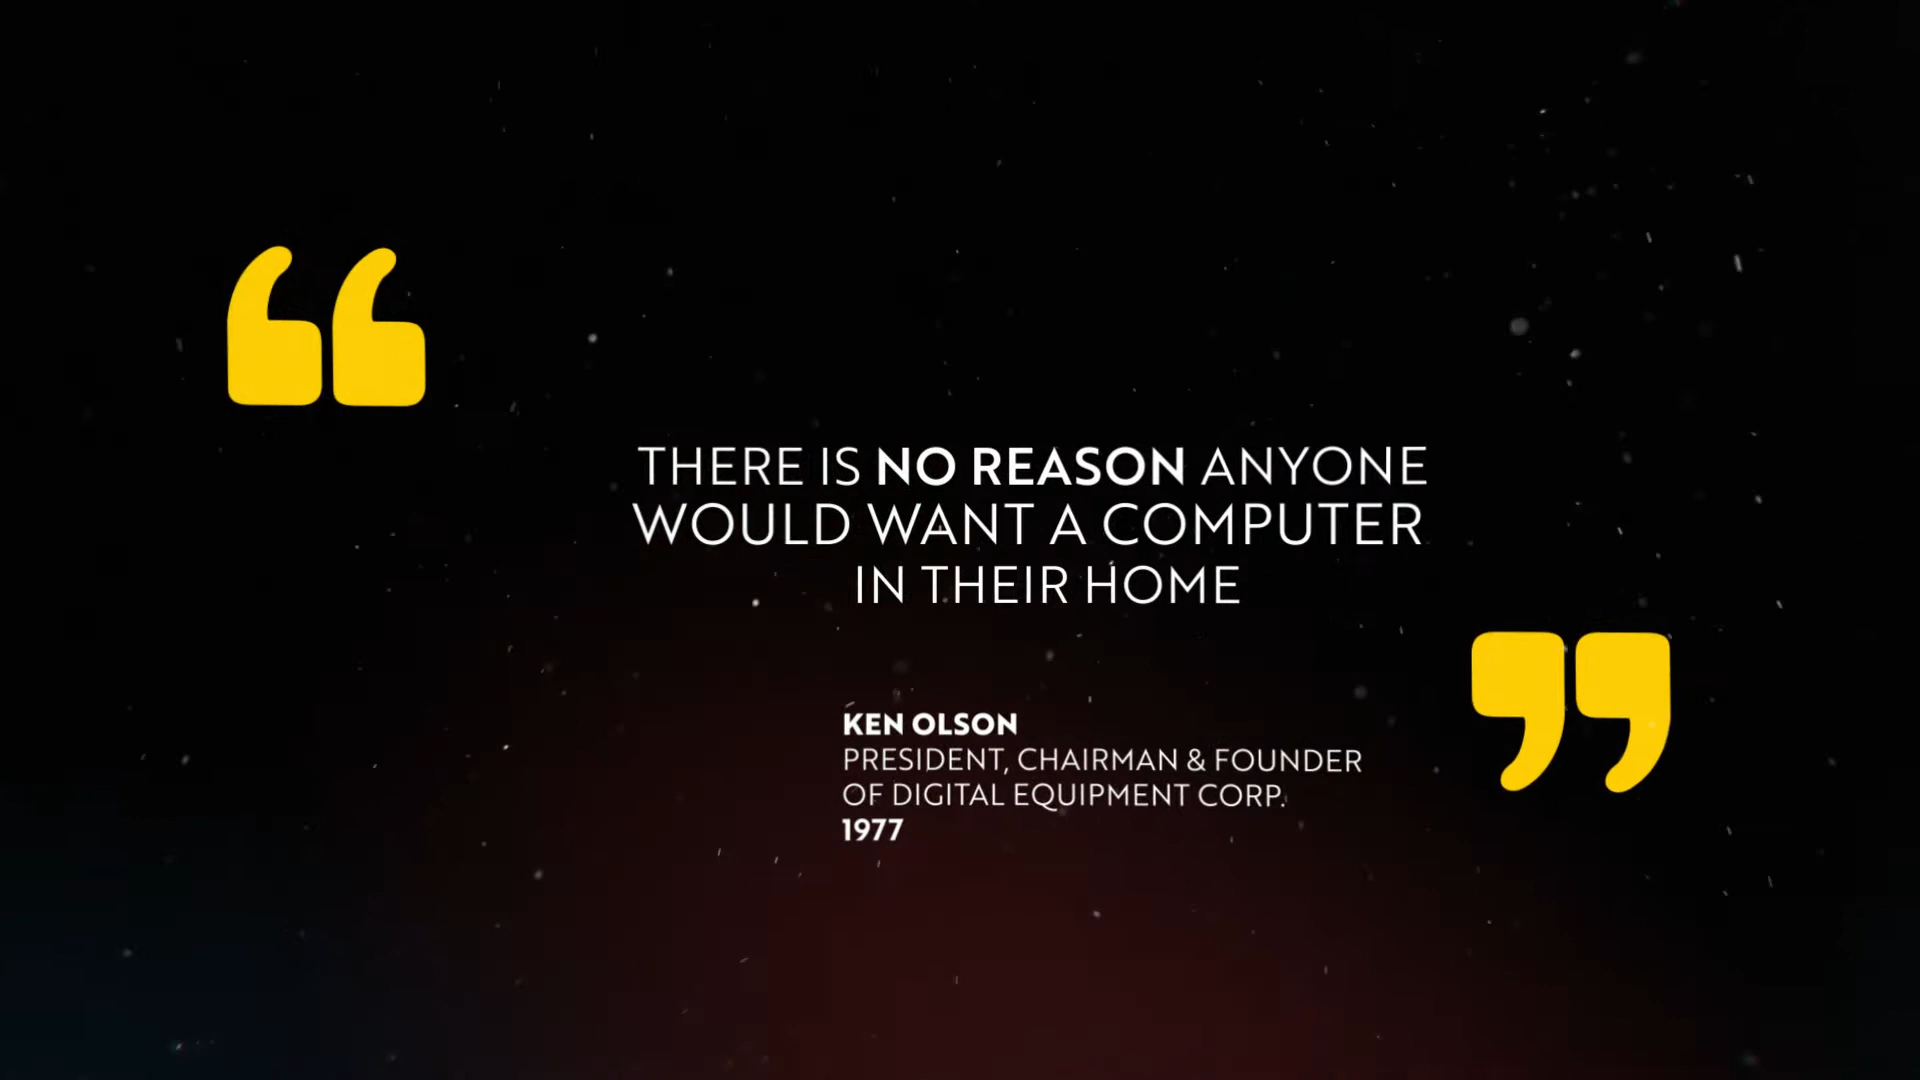 THERE IS NO REASON ANYONE
WOULD WANT A COMPUTER
IN THEIR HOME
KEN OLSON
PRESIDENT, CHAIRMAN & FOUNDER
OF DIGITAL EQUIPMENT CORP.
1977